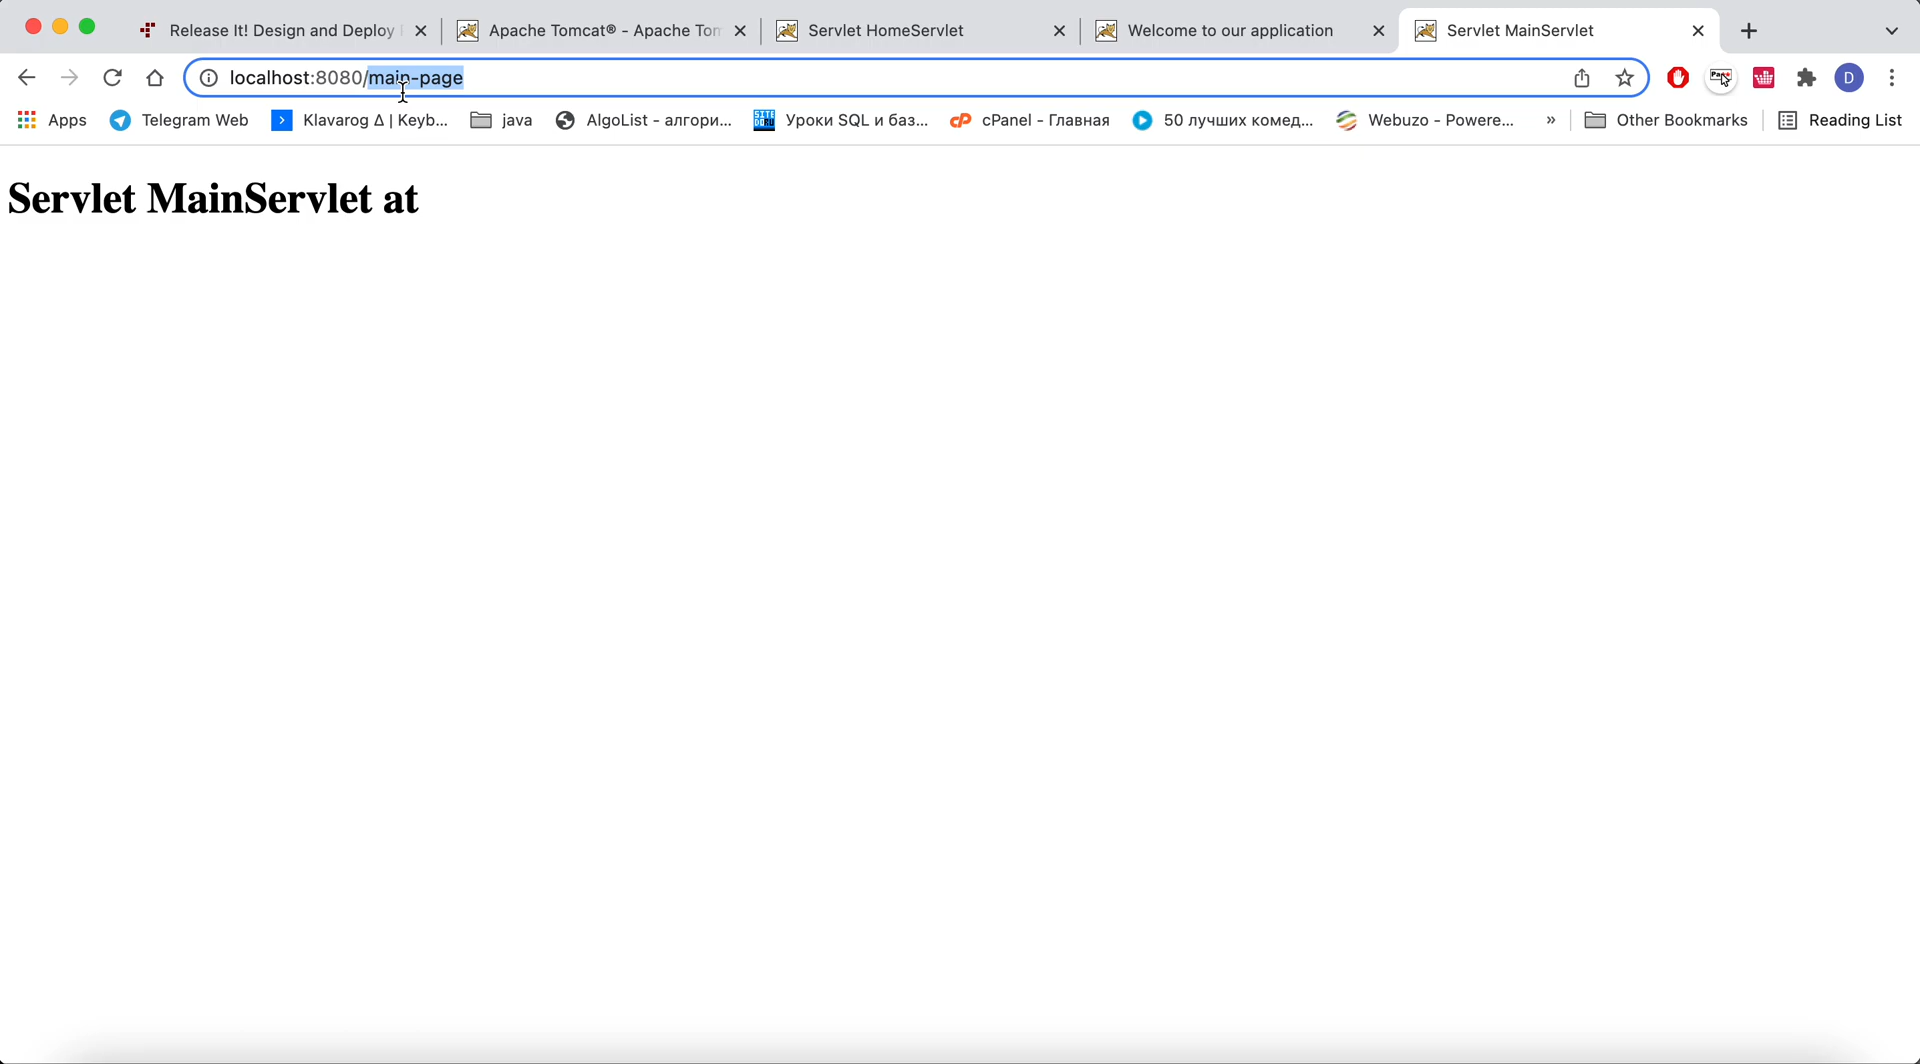 Release It! Design and Deploy
Apache Tomcat® - Apache Tom
Servlet HomeServlet
Welcome to our application
Servlet MainServlet
localhost:8080/main-page
D
Apps
Telegram Web
Klavarog Δ | Keyb...
java
AlgoList - алгори...
Уроки SQL и баз...
cPanel - Главная
50 лучших комед...
Webuzo - Powere...
»
Other Bookmarks
Reading List
Servlet MainServlet at